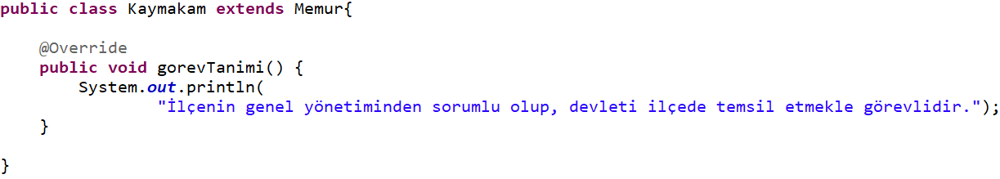 public class Kaymakam extends Memur{
@Override
public void gorevTanimi() {
System.out.println(
"İlçenin genel yönetiminden sorumlu olup, devleti ilçede temsil etmekle görevlidir.");
}
}